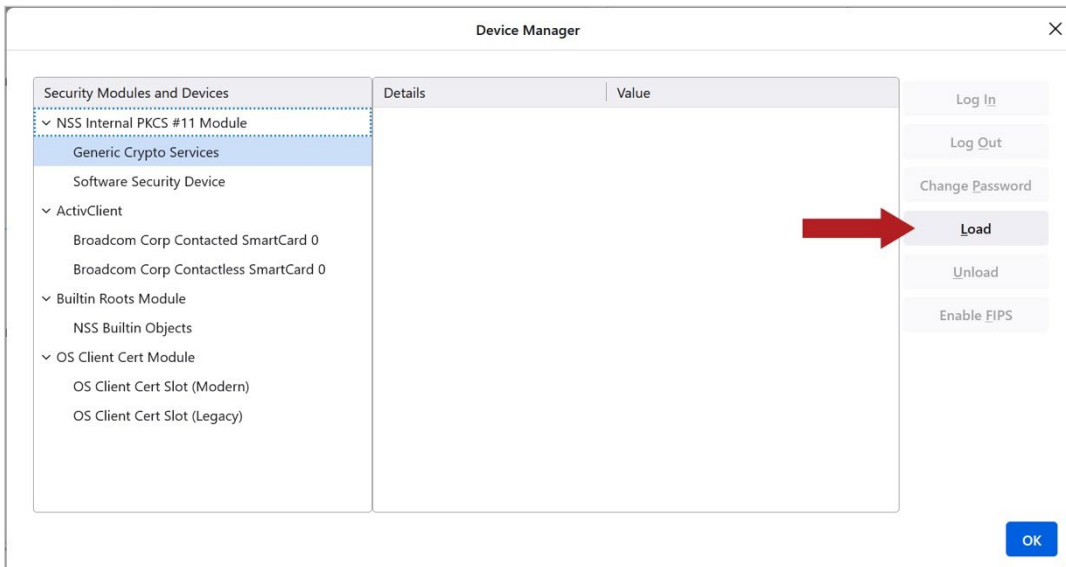 Device Manager
Security Modules and Devices
Details
Value
NSS Internal PKCS #11 Module
Generic Crypto Services
Software Security Device
ActivClient
Broadcom Corp Contacted SmartCard 0
Broadcom Corp Contactless SmartCard 0
Builtin Roots Module
NSS Builtin Objects
OS Client Cert Module
OS Client Cert Slot (Modern)
OS Client Cert Slot (Legacy)
Log In
Log Out
Change Password
Load
Unload
Enable FIPS
OK